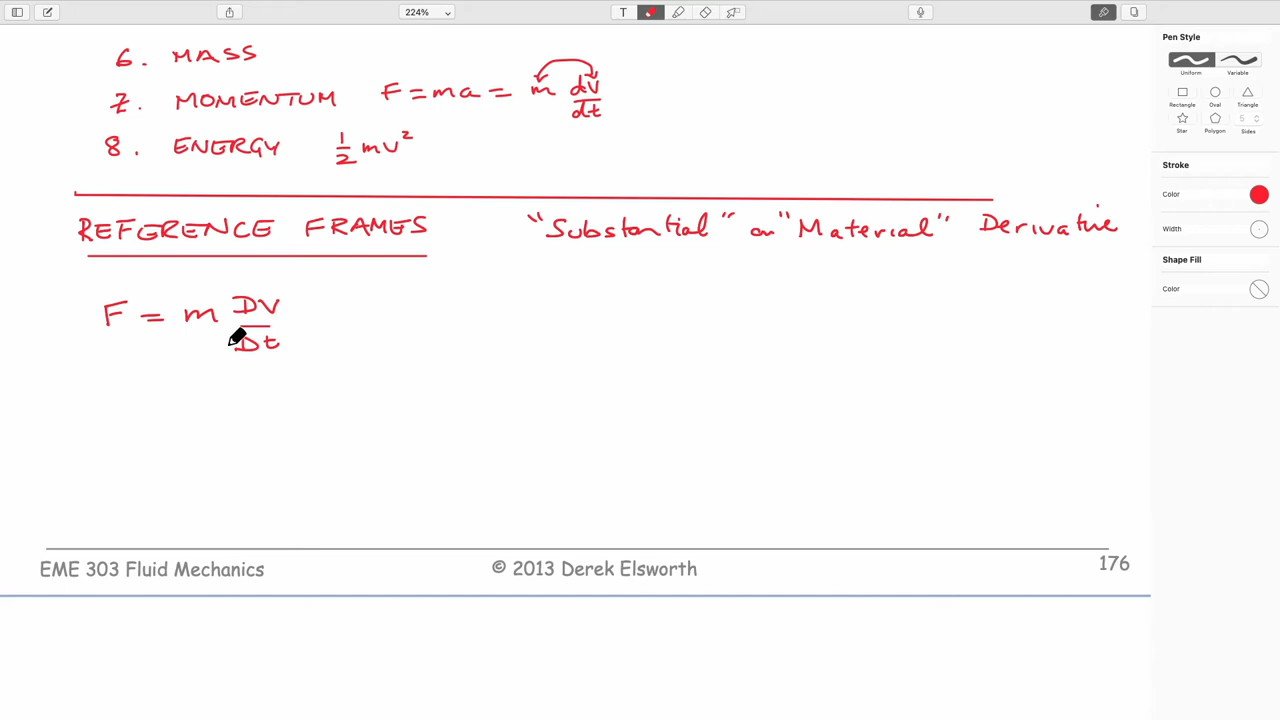 224%
T
6. MASS
7. MOMENTUM F = ma = m dV/dt
8. ENERGY 1/2 mv²
REFERENCE FRAMES "Substantial" or "Material" Derivative
F = m DV/Dt
EME 303 Fluid Mechanics © 2013 Derek Elsworth 176
Pen Style
Uniform Variable
Rectangle Oval Triangle
5
Star Polygon Sides
Stroke
Color
Width
Shape Fill
Color